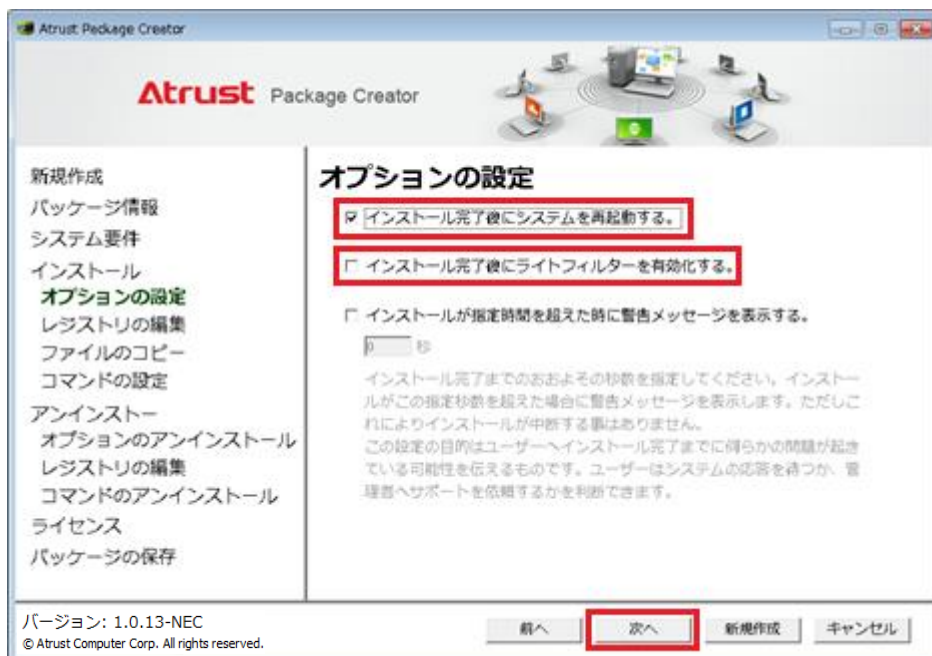 Atrust Package Creator
Atrust Package Creator
新規作成
パッケージ情報
システム要件
インストール
オプションの設定
レジストリの編集
ファイルのコピー
コマンドの設定
アンインストー
オプションのアンインストール
レジストリの編集
コマンドのアンインストール
ライセンス
パッケージの保存
オプションの設定
インストール完了後にシステムを再起動する。
インストール完了後にライトフィルターを有効化する。
インストールが指定時間を超えた時に警告メッセージを表示する。
0 秒
インストール完了までのおおよその秒数を指定してください。インストー
ルがこの指定秒数を超えた場合に警告メッセージを表示します。ただしこ
れによりインストールが中断する事はありません。
この設定の目的はユーザーへインストール完了までに何らかの問題が起き
ている可能性を伝えるものです。ユーザーはシステムの応答を待つか、管
理者へサポートを依頼するかを判断できます。
バージョン: 1.0.13-NEC
© Atrust Computer Corp. All rights reserved.
前へ 次へ 新規作成 キャンセル